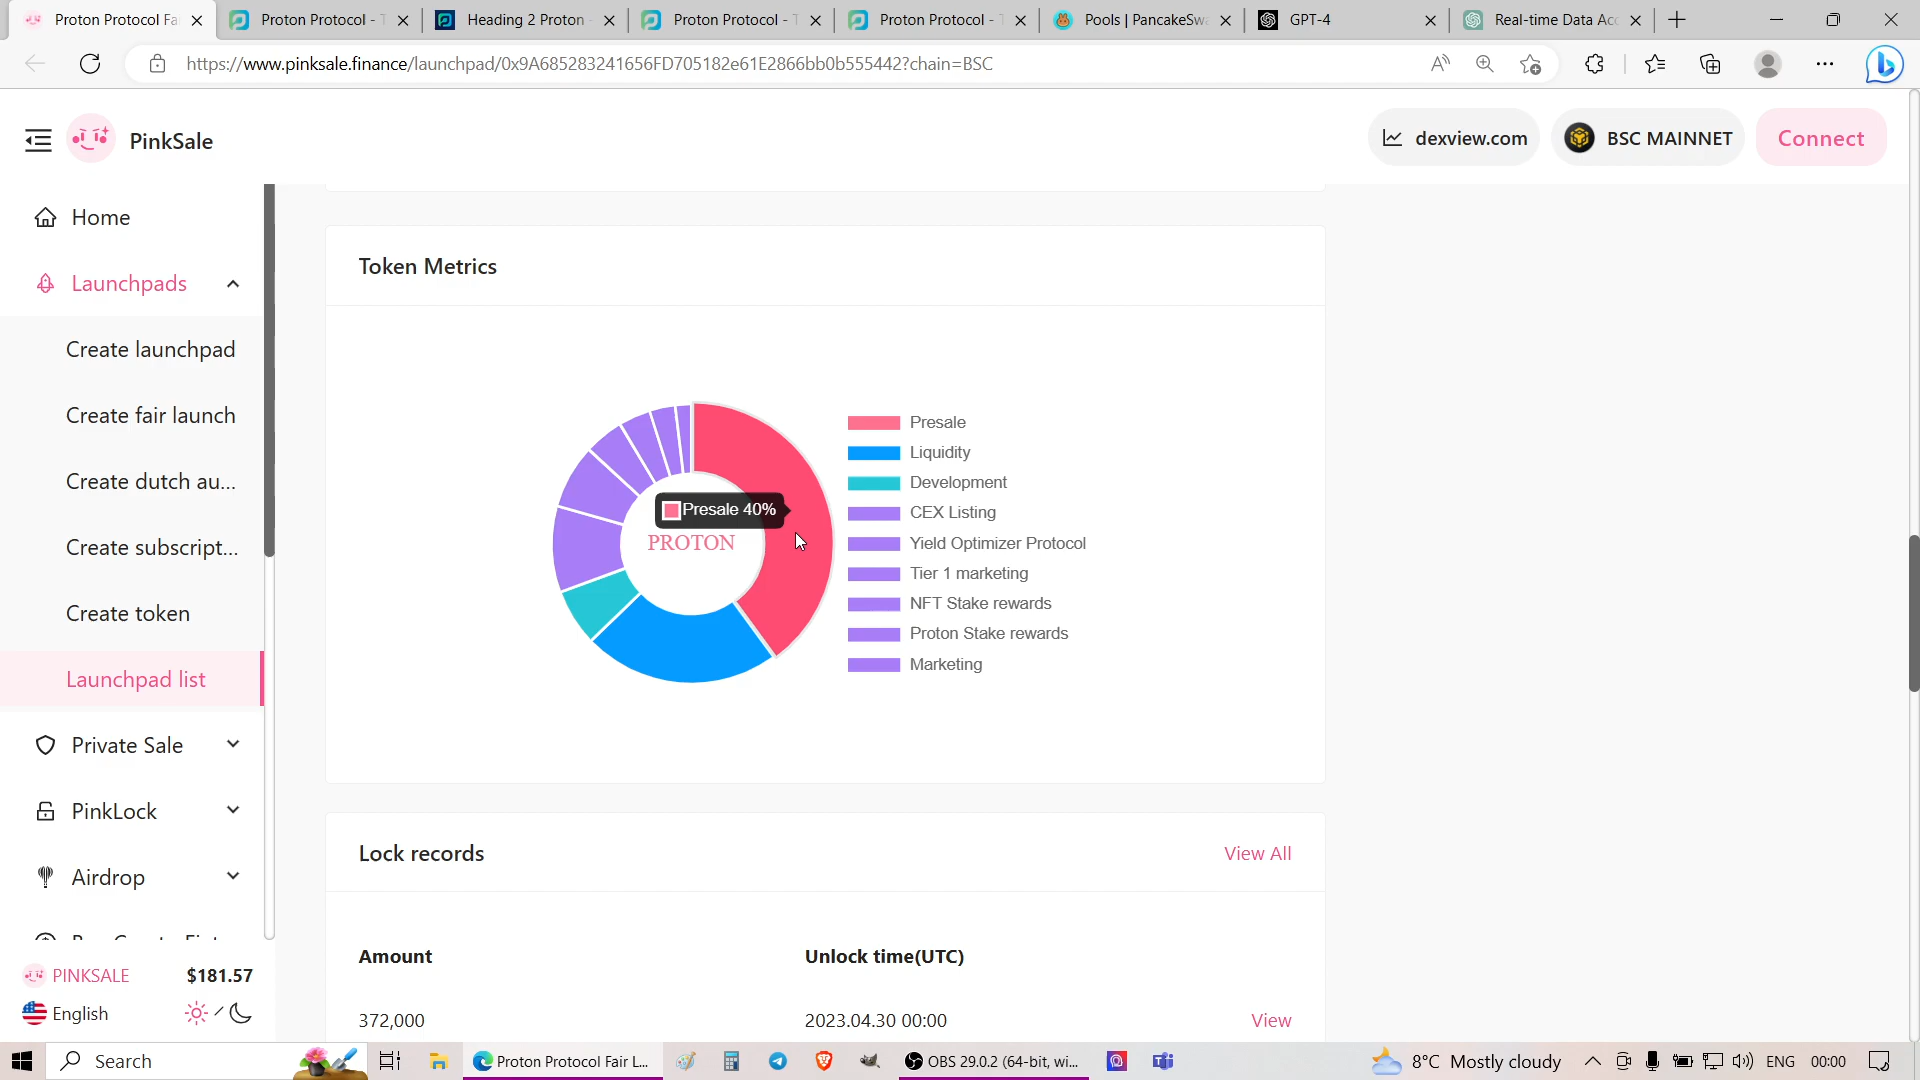 Proton Protocol Fa
Proton Protocol - T
Heading 2 Proton
Proton Protocol - T
Proton Protocol - T
Pools | PancakeSwa
GPT-4
Real-time Data Acc
https://www.pinksale.finance/launchpad/0x9A685283241656FD705182e61E2866bb0b555442?chain=BSC
PinkSale
dexview.com
BSC MAINNET
Connect
Home
Launchpads
Create launchpad
Create fair launch
Create dutch au...
Create subscript...
Create token
Launchpad list
Private Sale
PinkLock
Airdrop
PINKSALE
$181.57
English
Token Metrics
Presale 40%
PROTON
Presale
Liquidity
Development
CEX Listing
Yield Optimizer Protocol
Tier 1 marketing
NFT Stake rewards
Proton Stake rewards
Marketing
Lock records
View All
Amount
Unlock time(UTC)
372,000
2023.04.30 00:00
View
Search
Proton Protocol Fair L...
OBS 29.0.2 (64-bit, wi...
8°C Mostly cloudy
ENG
00:00